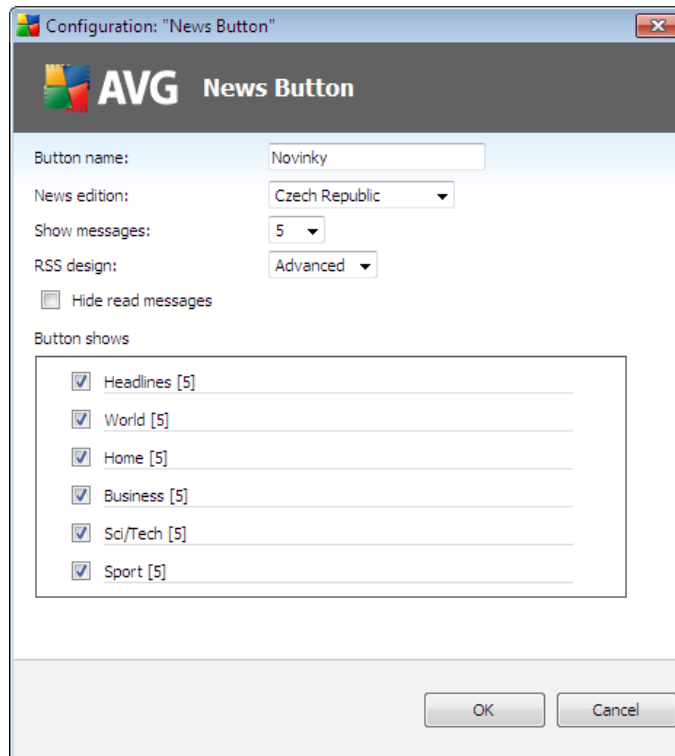 Configuration: "News Button"
AVG News Button
Button name: Novinky
News edition: Czech Republic
Show messages: 5
RSS design: Advanced
Hide read messages
Button shows
Headlines [5]
World [5]
Home [5]
Business [5]
Sci/Tech [5]
Sport [5]
OK Cancel